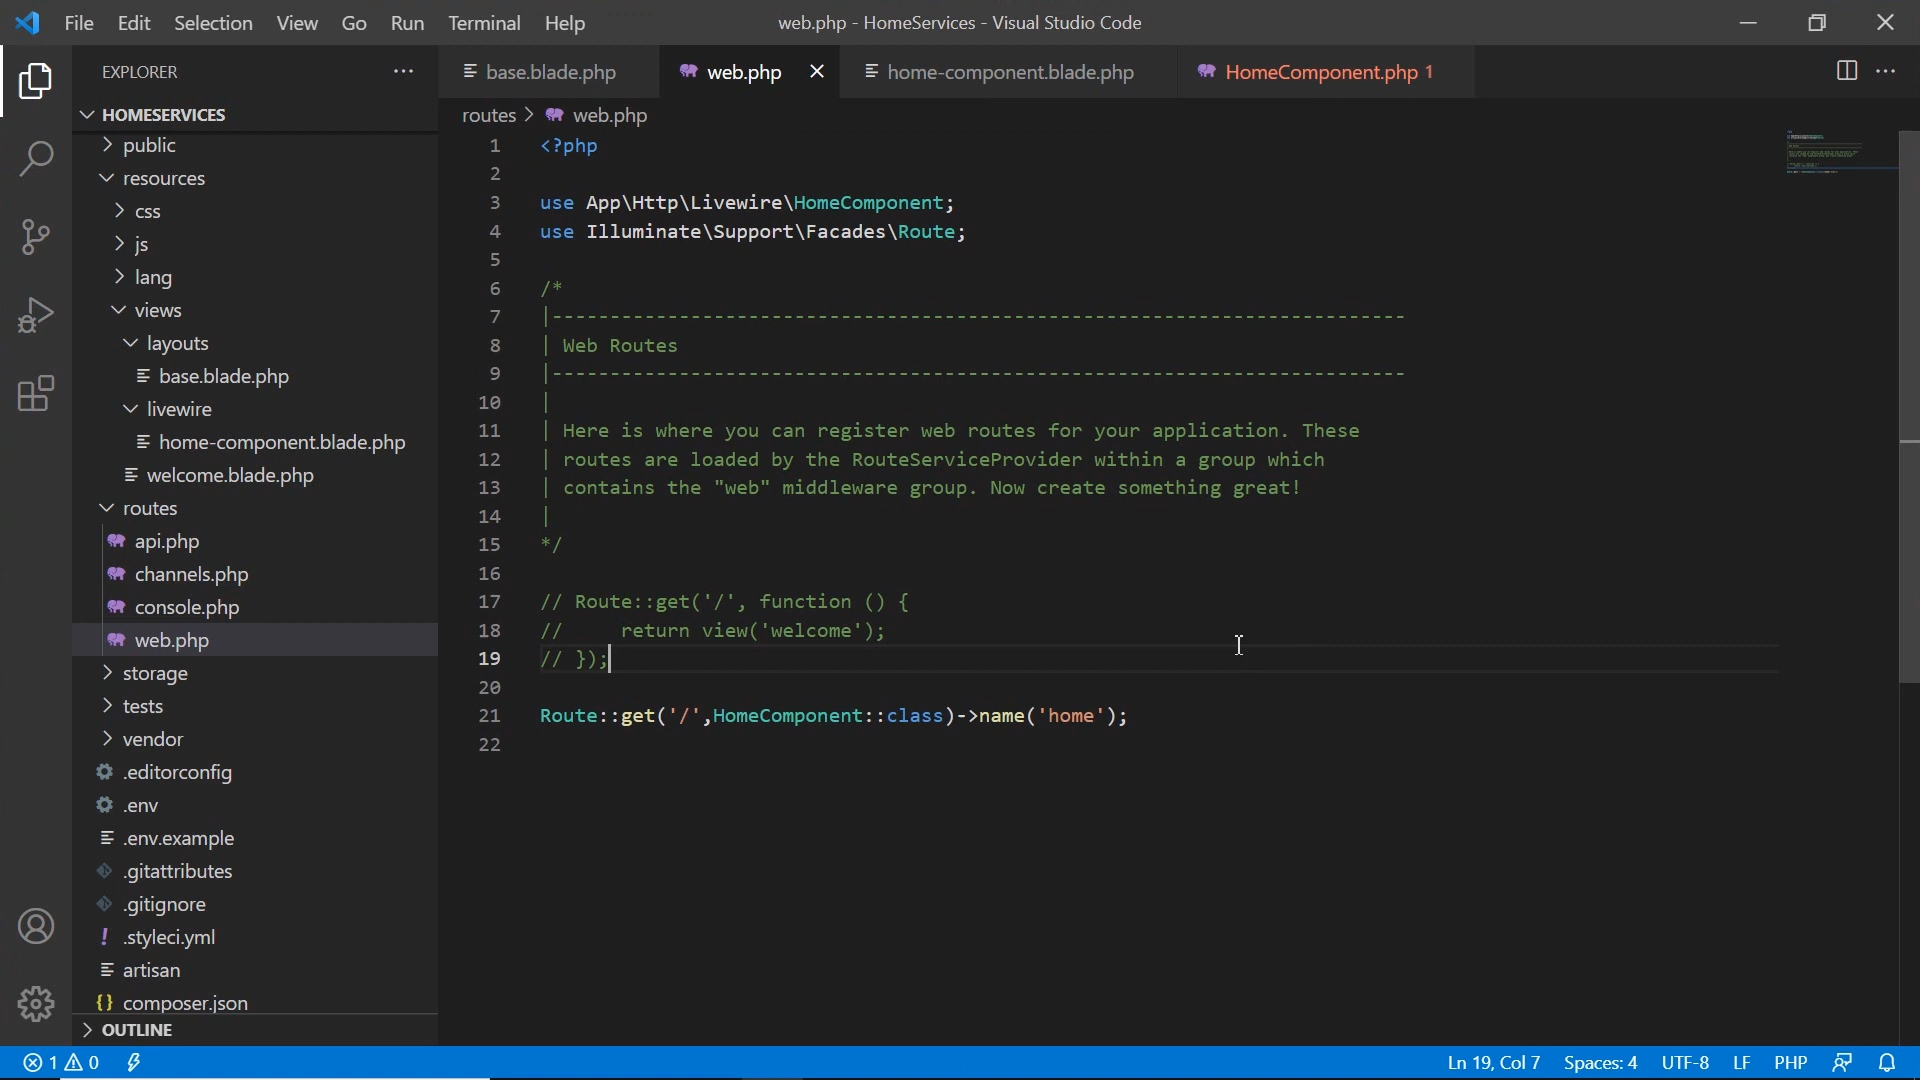 File Edit Selection View Go Run Terminal Help
web.php - HomeServices - Visual Studio Code
EXPLORER
HOMESERVICES
public
resources
css
js
lang
views
layouts
base.blade.php
livewire
home-component.blade.php
welcome.blade.php
routes
api.php
channels.php
console.php
web.php
storage
tests
vendor
.editorconfig
.env
.env.example
.gitattributes
.gitignore
.styleci.yml
artisan
composer.json
OUTLINE
base.blade.php web.php home-component.blade.php HomeComponent.php 1
routes > web.php
1 <?php
2
3 use App\Http\Livewire\HomeComponent;
4 use Illuminate\Support\Facades\Route;
5
6 /*
7 |--------------------------------------------------------------------------
8 | Web Routes
9 |--------------------------------------------------------------------------
10 |
11 | Here is where you can register web routes for your application. These
12 | routes are loaded by the RouteServiceProvider within a group which
13 | contains the "web" middleware group. Now create something great!
14 |
15 */
16
17 // Route::get('/', function () {
18 //     return view('welcome');
19 // });
20
21 Route::get('/',HomeComponent::class)->name('home');
22
1 0
Ln 19, Col 7 Spaces: 4 UTF-8 LF PHP